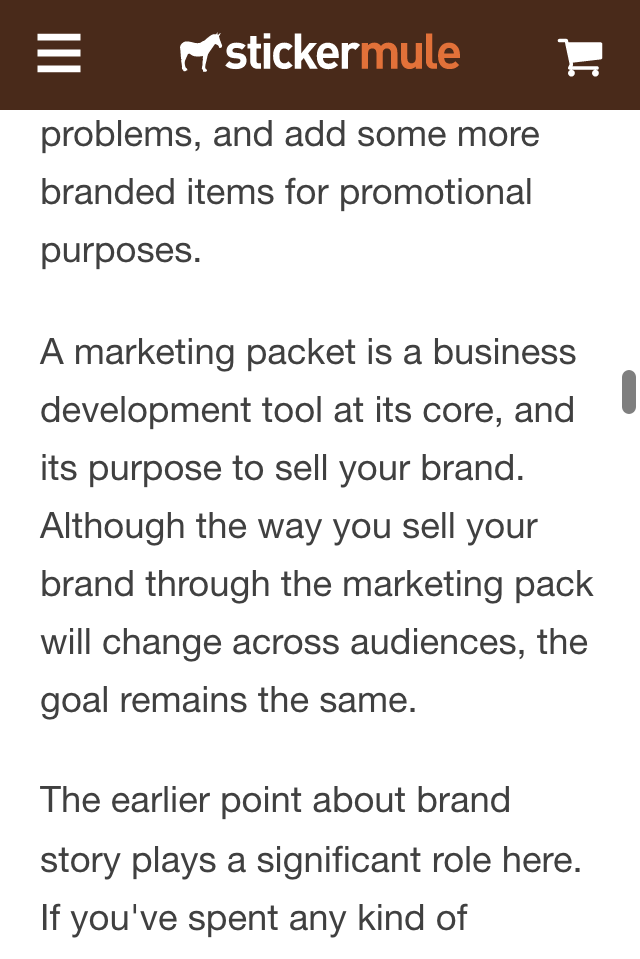 stickermule
problems, and add some more
branded items for promotional
purposes.
A marketing packet is a business
development tool at its core, and
its purpose to sell your brand.
Although the way you sell your
brand through the marketing pack
will change across audiences, the
goal remains the same.
The earlier point about brand
story plays a significant role here.
If you've spent any kind of